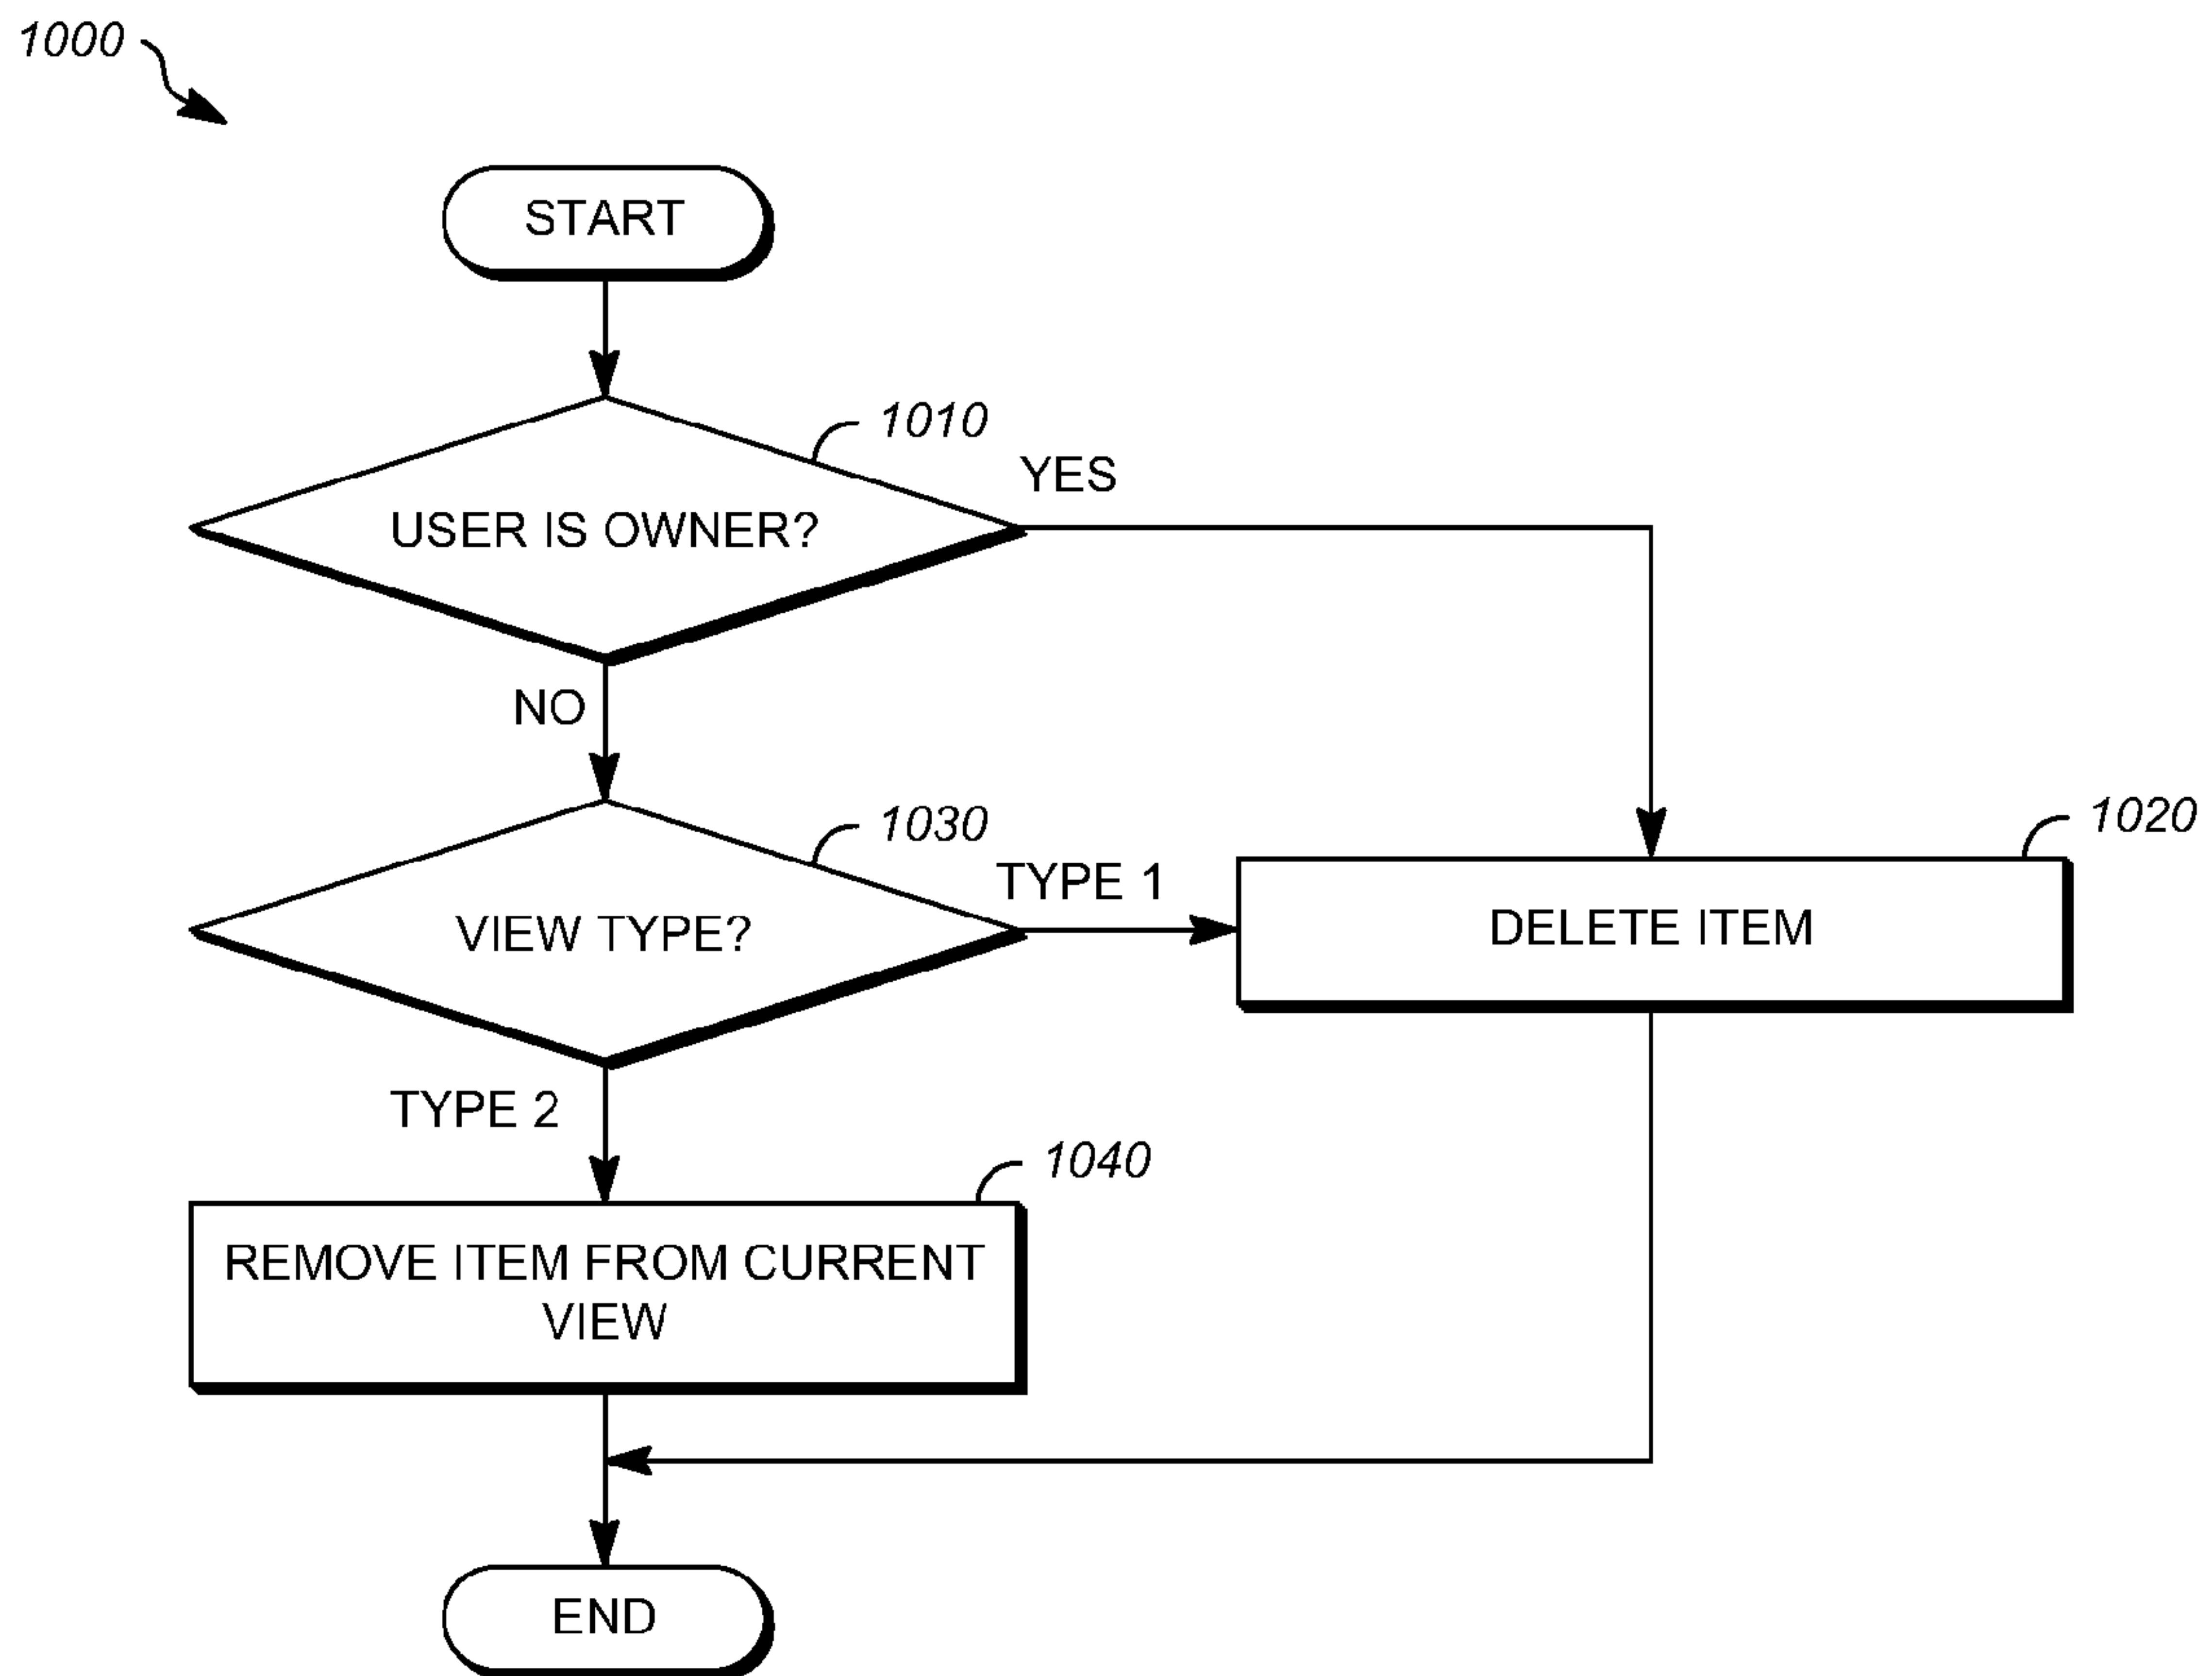 1000
START
1010
YES
USER IS OWNER?
NO
1030
1020
TYPE 1
VIEW TYPE?
DELETE ITEM
TYPE 2
1040
REMOVE ITEM FROM CURRENT
VIEW
END